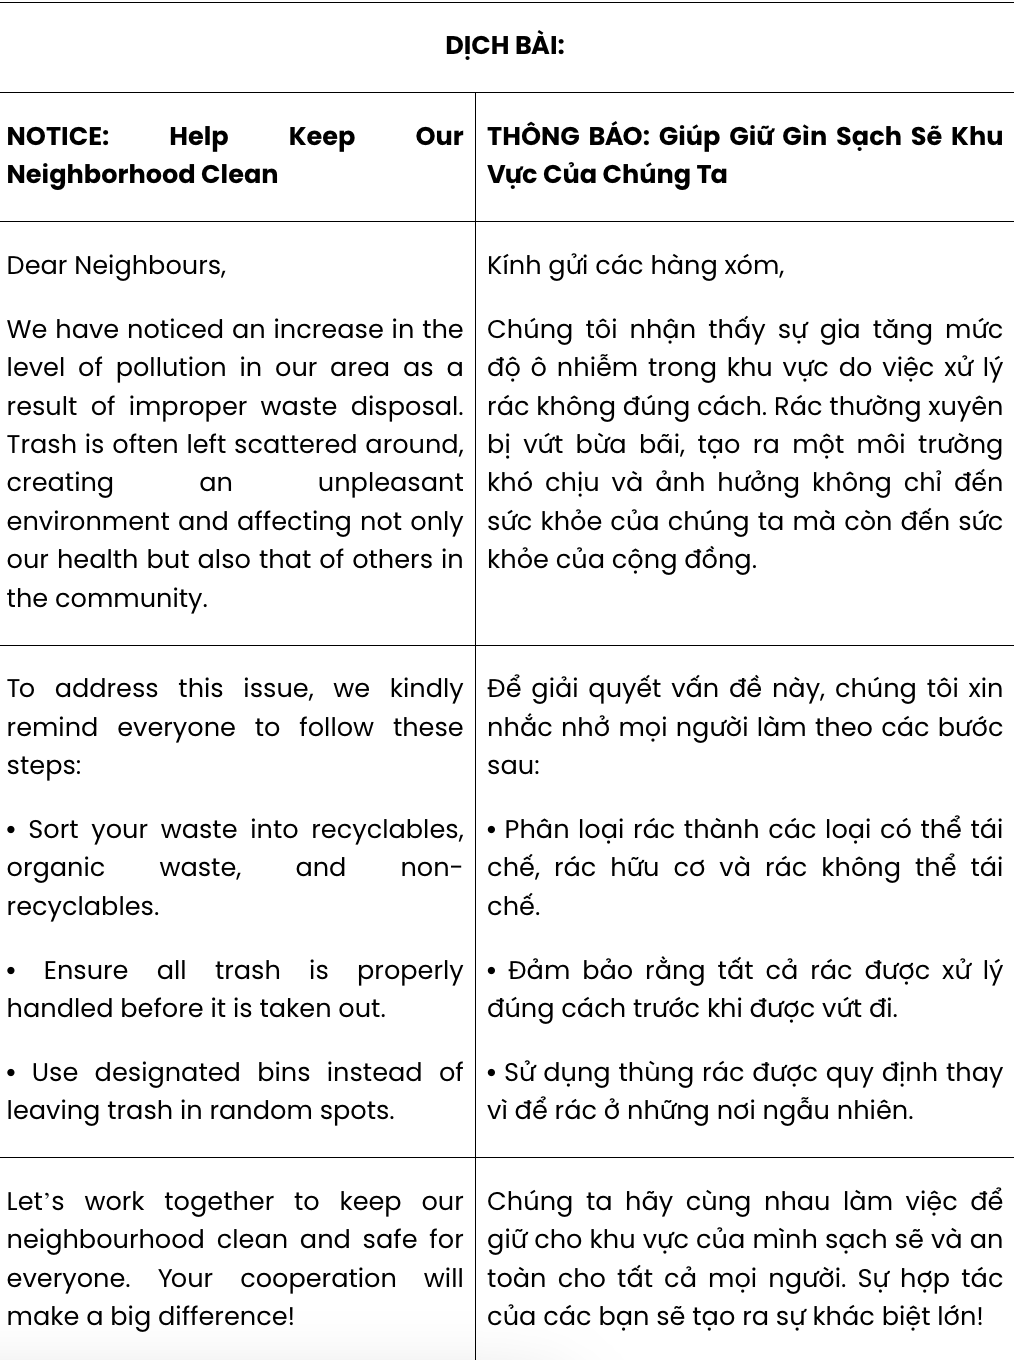 DỊCH BÀI:
NOTICE: Help Keep Our
Neighborhood Clean
THÔNG BÁO: Giúp Giữ Gìn Sạch Sẽ Khu
Vực Của Chúng Ta
Dear Neighbours,
We have noticed an increase in the
level of pollution in our area as a
result of improper waste disposal.
Trash is often left scattered around,
creating an unpleasant
environment and affecting not only
our health but also that of others in
the community.
Kính gửi các hàng xóm,
Chúng tôi nhận thấy sự gia tăng mức
độ ô nhiễm trong khu vực do việc xử lý
rác không đúng cách. Rác thường xuyên
bị vứt bừa bãi, tạo ra một môi trường
khó chịu và ảnh hưởng không chỉ đến
sức khỏe của chúng ta mà còn đến sức
khỏe của cộng đồng.
To address this issue, we kindly
remind everyone to follow these
steps:
• Sort your waste into recyclables,
organic waste, and non-
recyclables.
• Ensure all trash is properly
handled before it is taken out.
• Use designated bins instead of
leaving trash in random spots.
Để giải quyết vấn đề này, chúng tôi xin
nhắc nhở mọi người làm theo các bước
sau:
• Phân loại rác thành các loại có thể tái
chế, rác hữu cơ và rác không thể tái
chế.
• Đảm bảo rằng tất cả rác được xử lý
đúng cách trước khi được vứt đi.
• Sử dụng thùng rác được quy định thay
vì để rác ở những nơi ngẫu nhiên.
Let’s work together to keep our
neighbourhood clean and safe for
everyone. Your cooperation will
make a big difference!
Chúng ta hãy cùng nhau làm việc để
giữ cho khu vực của mình sạch sẽ và an
toàn cho tất cả mọi người. Sự hợp tác
của các bạn sẽ tạo ra sự khác biệt lớn!